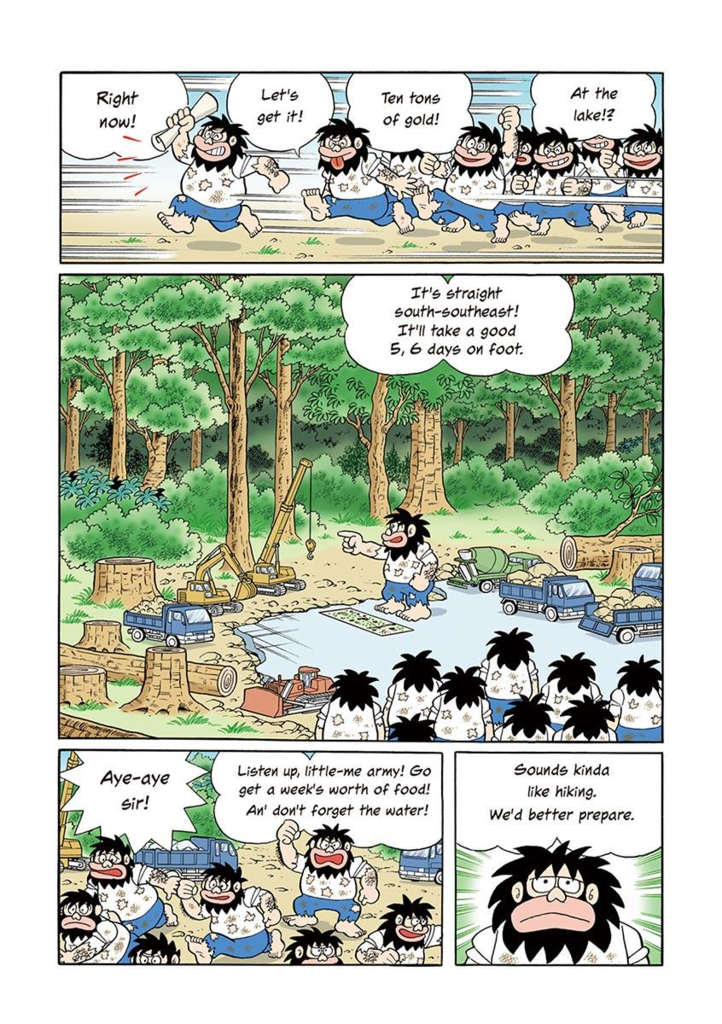 At the
lake!?
Ten tons
of gold!
Let's
get it!
Right
now!
It's straight
south-southeast!
It'll take a good
5, 6 days on foot.
Sounds kinda
like hiking.
We'd better prepare.
Listen up, little-me army! Go
get a week's worth of food!
An' don't forget the water!
Aye-aye
sir!